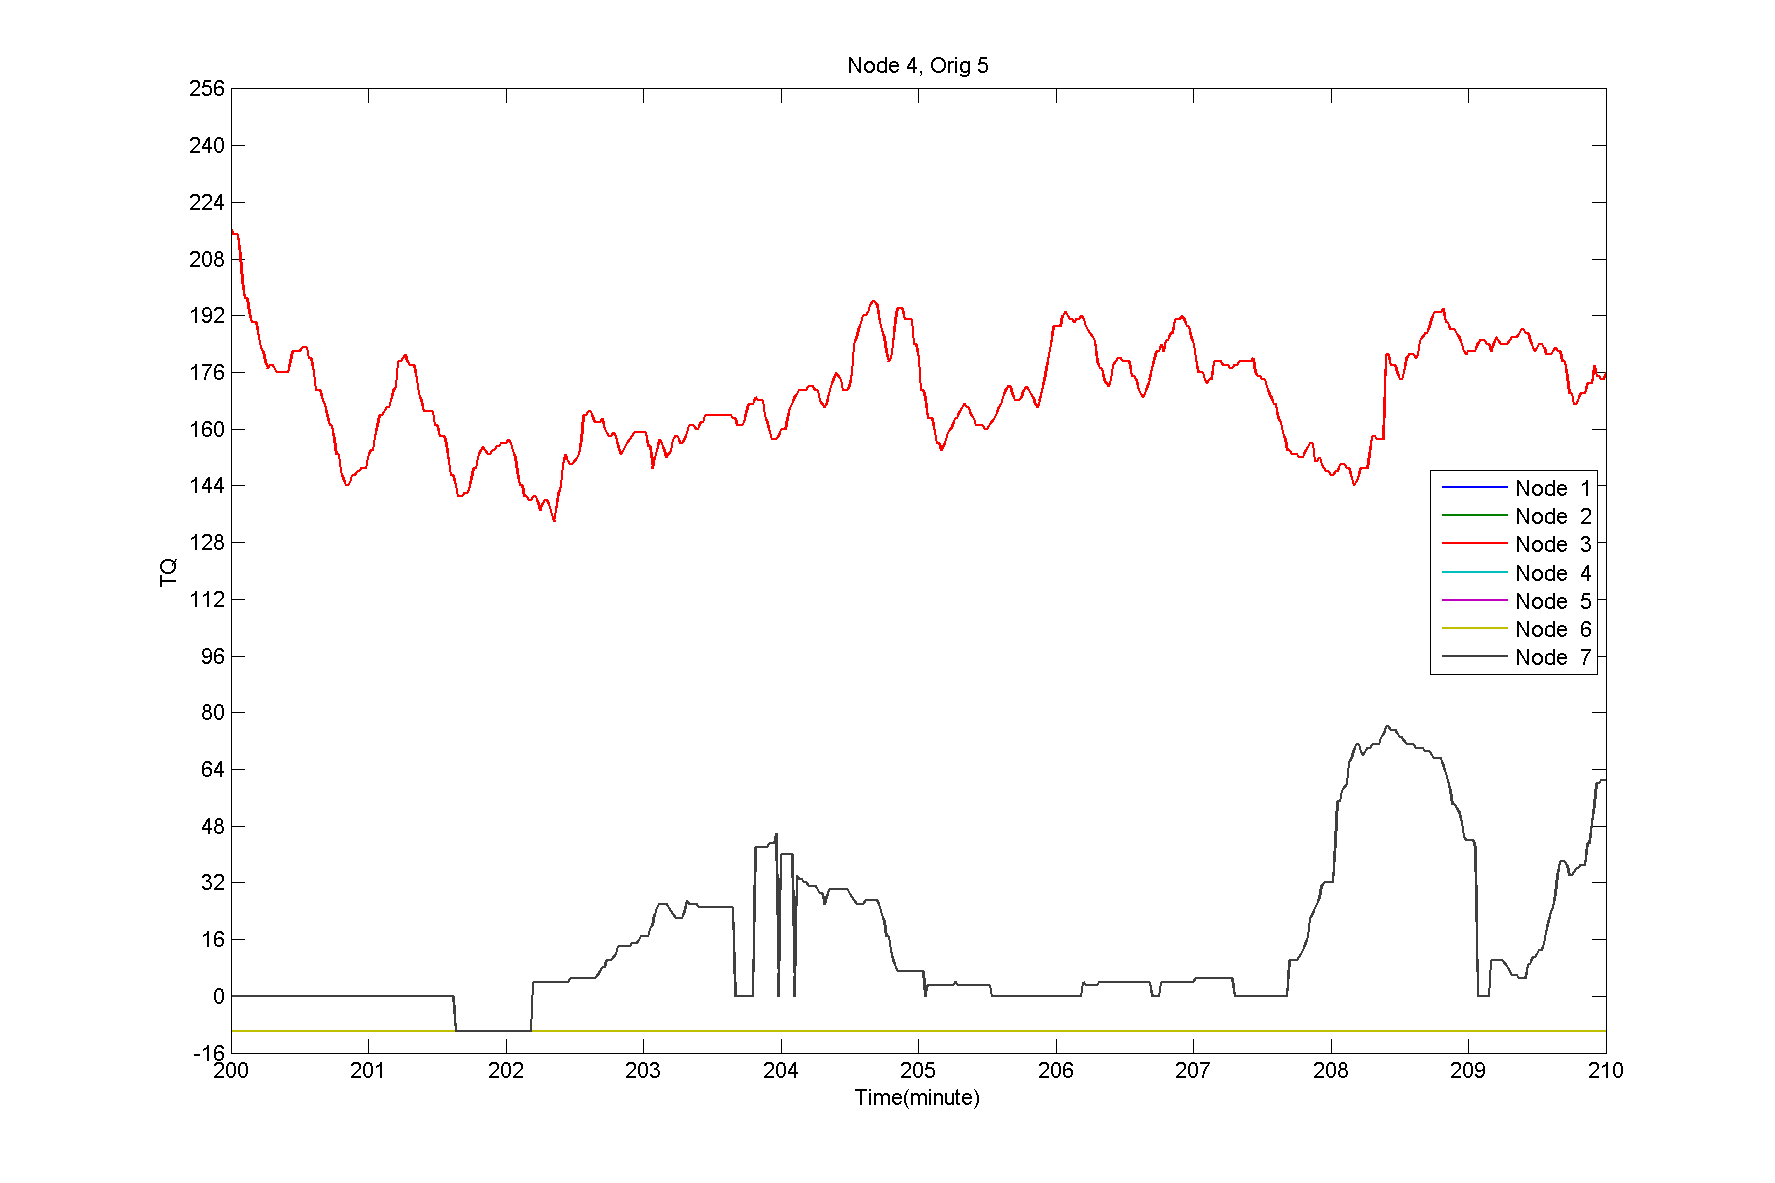 Node 4, Orig 5
256
240
224
208
192
176
160
144
128
112
96
80
64
48
32
16
0
-16
TQ
Node 1
Node 2
Node 3
Node 4
Node 5
Node 6
Node 7
200 201 202 203 204 205 206 207 208 209 210
Time(minute)